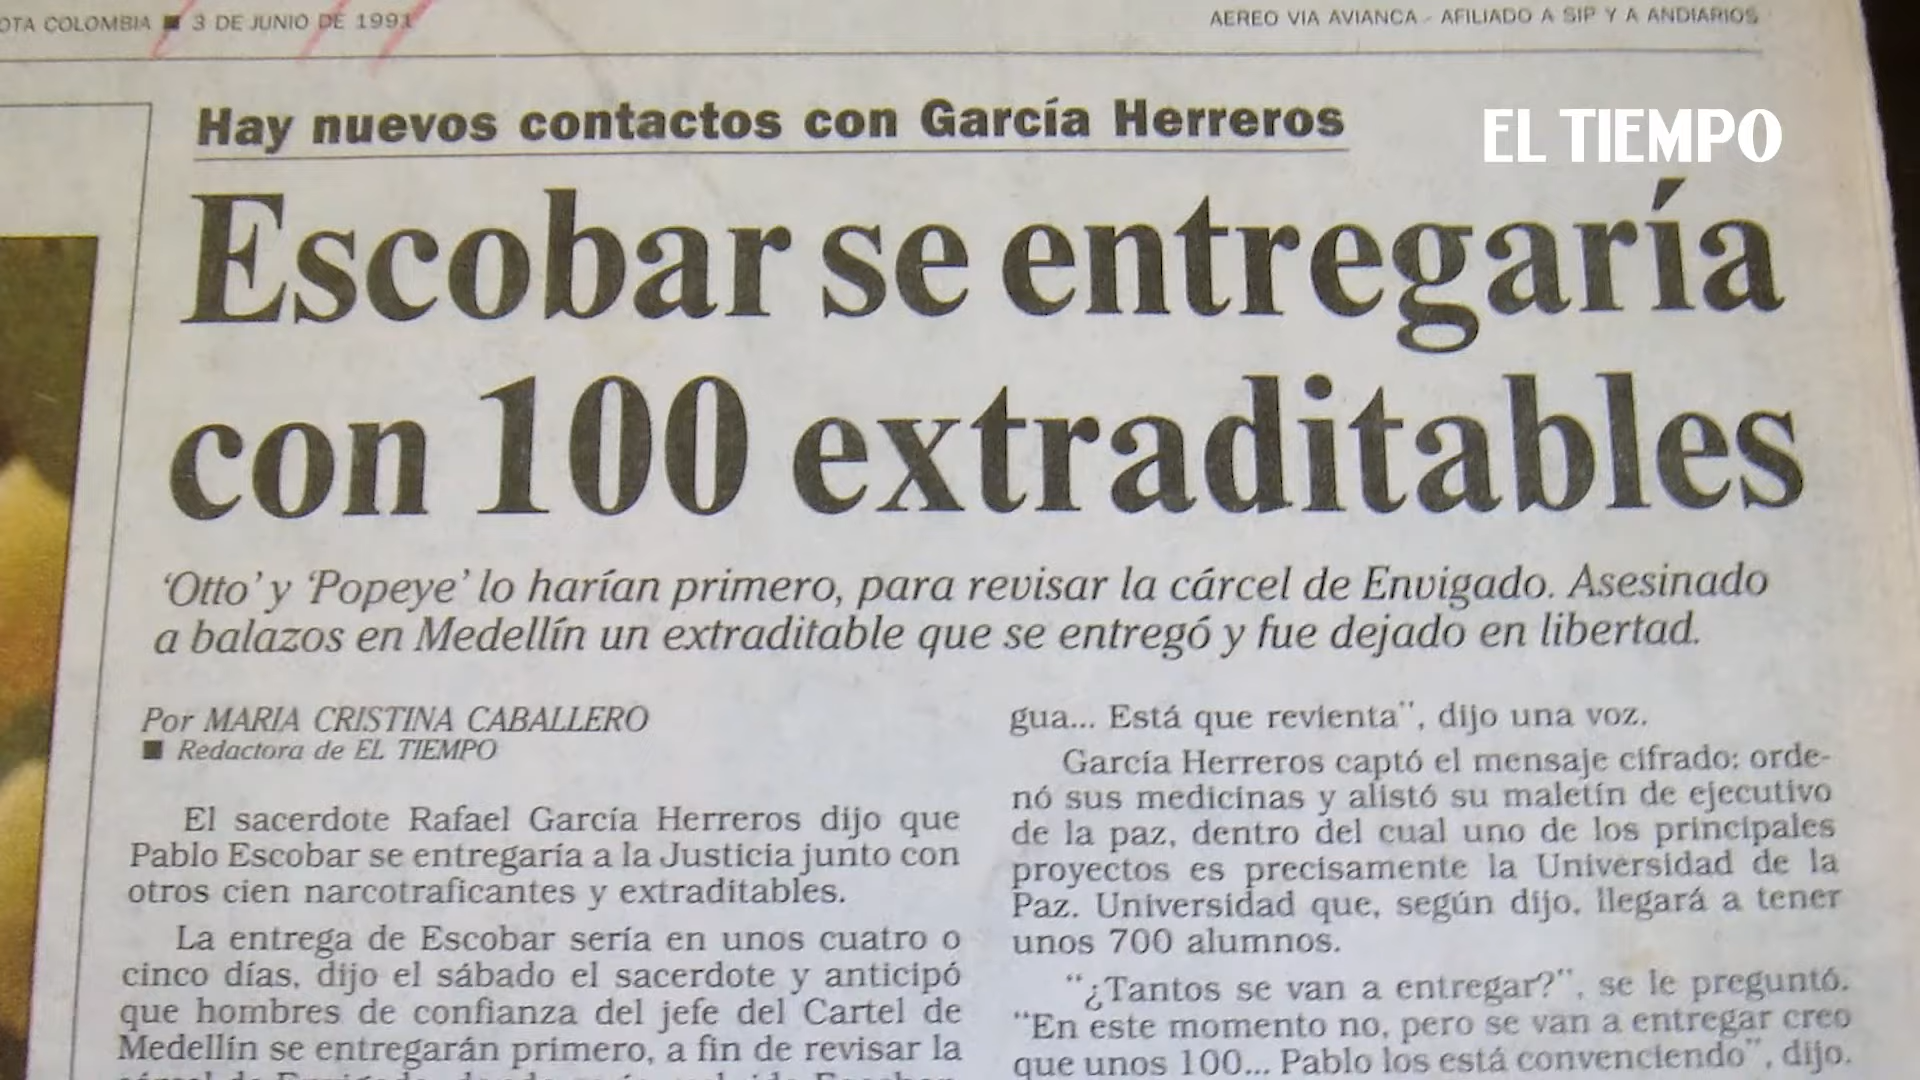 OTA COLOMBIA ■ 3 DE JUNIO DE 1991
AEREO VIA AVIANCA - AFILIADO A SIP Y A ANDIARIOS
EL TIEMPO
Hay nuevos contactos con García Herreros
Escobar se entregaría
con 100 extraditables
‘Otto’ y ‘Popeye’ lo harían primero, para revisar la cárcel de Envigado. Asesinado
a balazos en Medellín un extraditable que se entregó y fue dejado en libertad.
Por MARIA CRISTINA CABALLERO
■ Redactora de EL TIEMPO
El sacerdote Rafael García Herreros dijo que
Pablo Escobar se entregaría a la Justicia junto con
otros cien narcotraficantes y extraditables.
La entrega de Escobar sería en unos cuatro o
cinco días, dijo el sábado el sacerdote y anticipó
que hombres de confianza del jefe del Cartel de
Medellín se entregarán primero, a fin de revisar la
gua... Está que revienta", dijo una voz.
García Herreros captó el mensaje cifrado: orde-
nó sus medicinas y alistó su maletín de ejecutivo
de la paz, dentro del cual uno de los principales
proyectos es precisamente la Universidad de la
Paz. Universidad que, según dijo, llegará a tener
unos 700 alumnos.
"¿Tantos se van a entregar?", se le preguntó.
"En este momento no, pero se van a entregar creo
que unos 100... Pablo los está convenciendo", dijo.